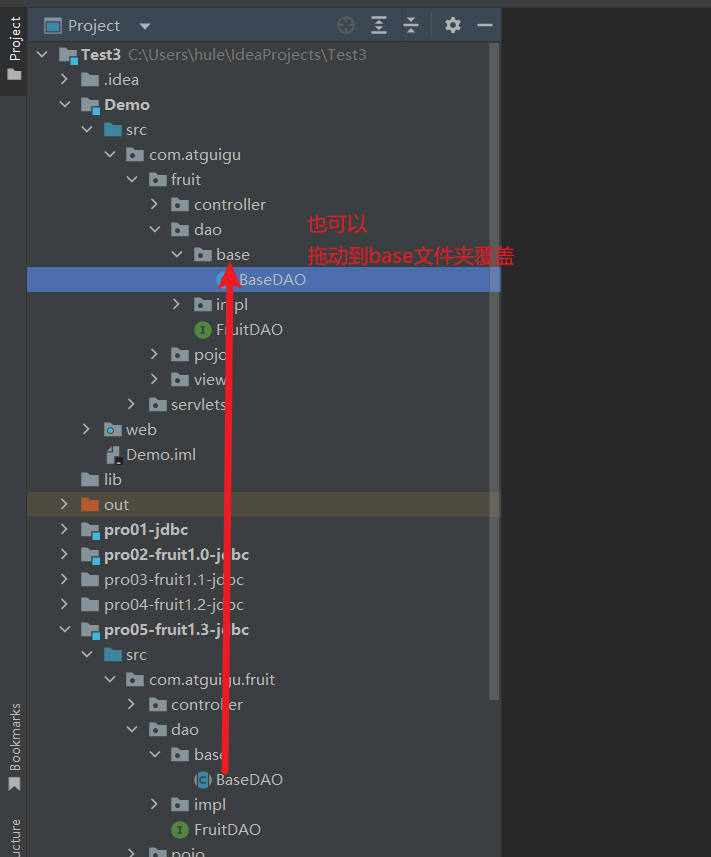 Project
Project
Test3 C:\Users\hule\IdeaProjects\Test3
.idea
Demo
src
com.atguigu
fruit
controller
也可以
dao
base
拖动到base文件夹覆盖
BaseDAO
impl
FruitDAO
pojo
view
servlets
web
Demo.iml
lib
out
pro01-jdbc
pro02-fruit1.0-jdbc
pro03-fruit1.1-jdbc
pro04-fruit1.2-jdbc
pro05-fruit1.3-jdbc
src
com.atguigu.fruit
controller
dao
base
BaseDAO
impl
FruitDAO
pojo
Bookmarks
ucture